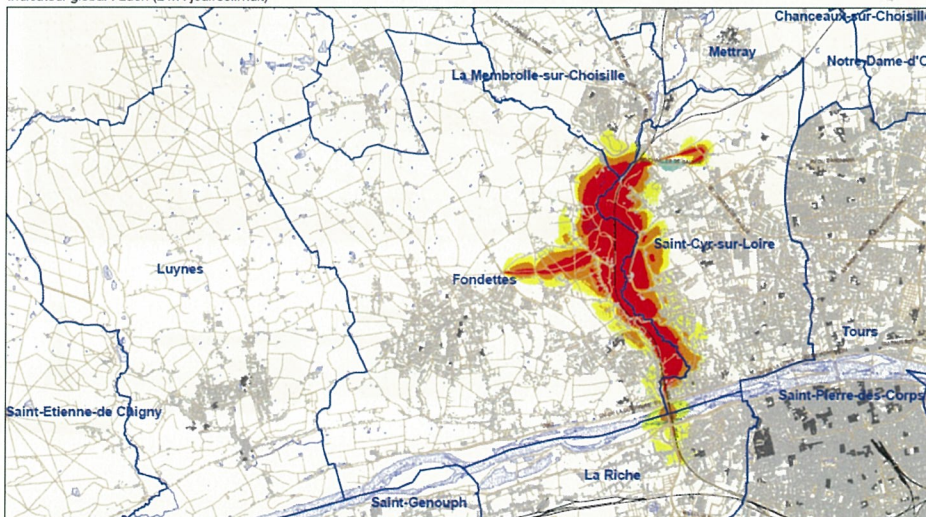 Chanceaux-sur-Choisille
Mettray
Notre-Dame-d'O
La Membrolle-sur-Choisille
Saint-Cyr-sur-Loire
Luynes
Fondettes
Tours
Saint-Pierre-des-Corps
Saint-Etienne-de Chigny
La Riche
Saint-Genouph